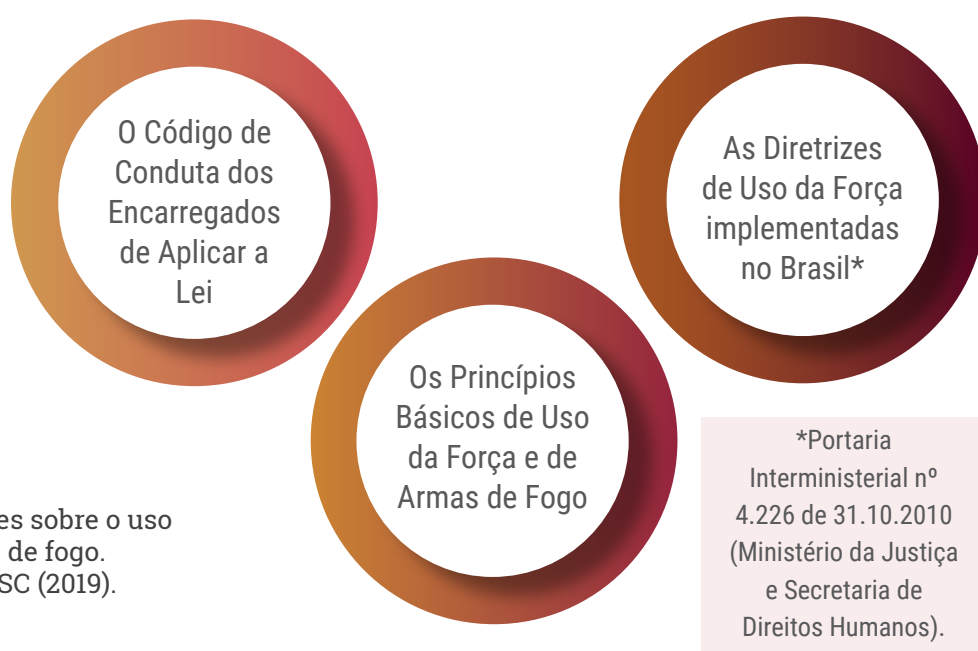 O Código de
Conduta dos
Encarregados
de Aplicar a
Lei
Os Princípios
Básicos de Uso
da Força e de
Armas de Fogo
As Diretrizes
de Uso da Força
implementadas
no Brasil*
*Portaria
Interministerial nº
4.226 de 31.10.2010
(Ministério da Justiça
e Secretaria de
Direitos Humanos).
es sobre o uso
de fogo.
SC (2019).